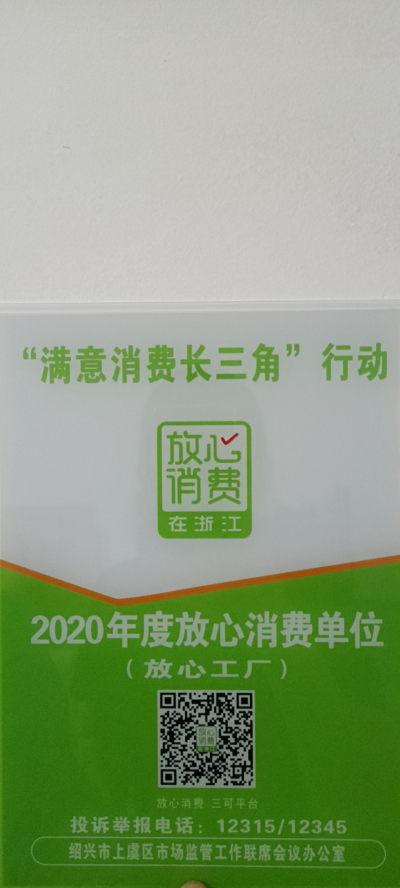 “满意消费长三角”行动
放心
消费
在浙江
2020年度放心消费单位
(放心工厂)
放心
消费
放心消费 三可平台
投诉举报电话：12315/12345
绍兴市上虞区市场监管工作联席会议办公室